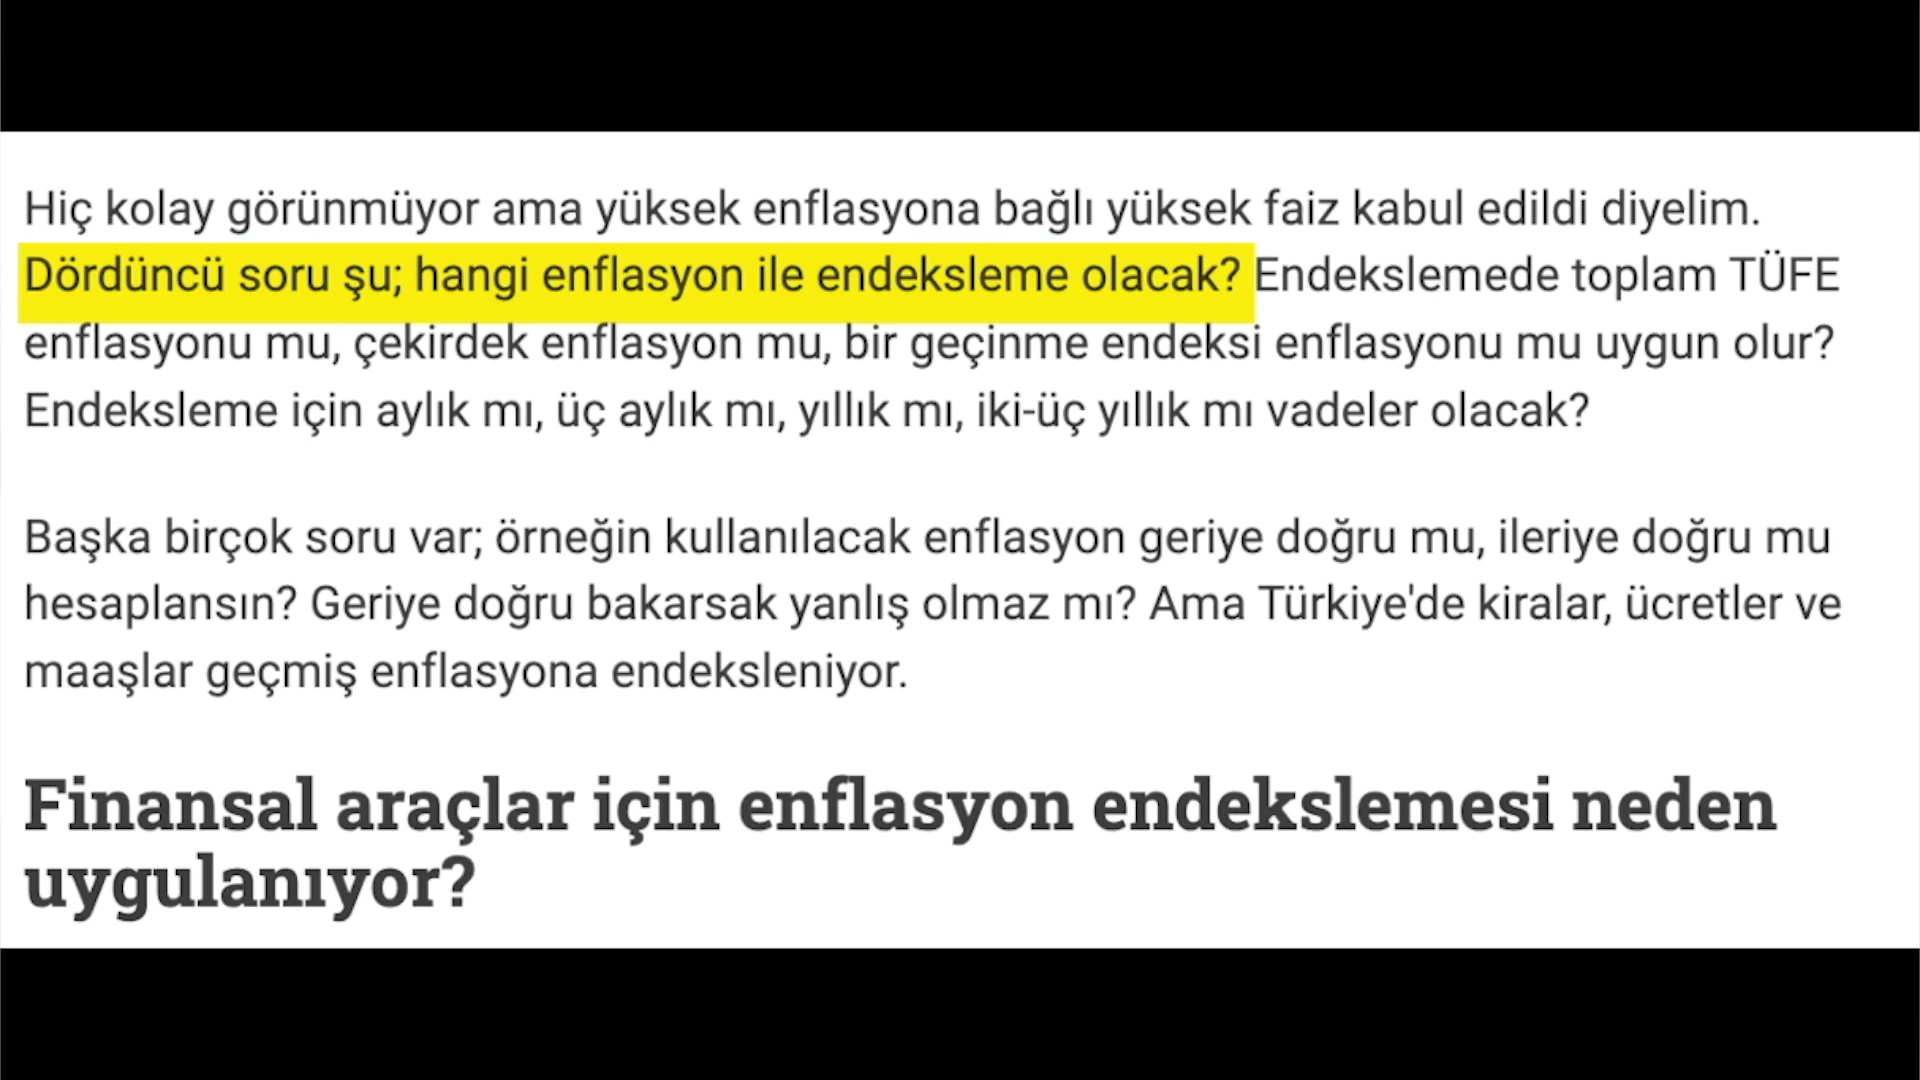 Hiç kolay görünmüyor ama yüksek enflasyona bağlı yüksek faiz kabul edildi diyelim.
Dördüncü soru şu; hangi enflasyon ile endeksleme olacak? Endekslemede toplam TÜFE
enflasyonu mu, çekirdek enflasyon mu, bir geçinme endeksi enflasyonu mu uygun olur?
Endeksleme için aylık mı, üç aylık mı, yıllık mı, iki-üç yıllık mı vadeler olacak?
Başka birçok soru var; örneğin kullanılacak enflasyon geriye doğru mu, ileriye doğru mu
hesaplansın? Geriye doğru bakarsak yanlış olmaz mı? Ama Türkiye'de kiralar, ücretler ve
maaşlar geçmiş enflasyona endeksleniyor.
Finansal araçlar için enflasyon endekslemesi neden
uygulanıyor?